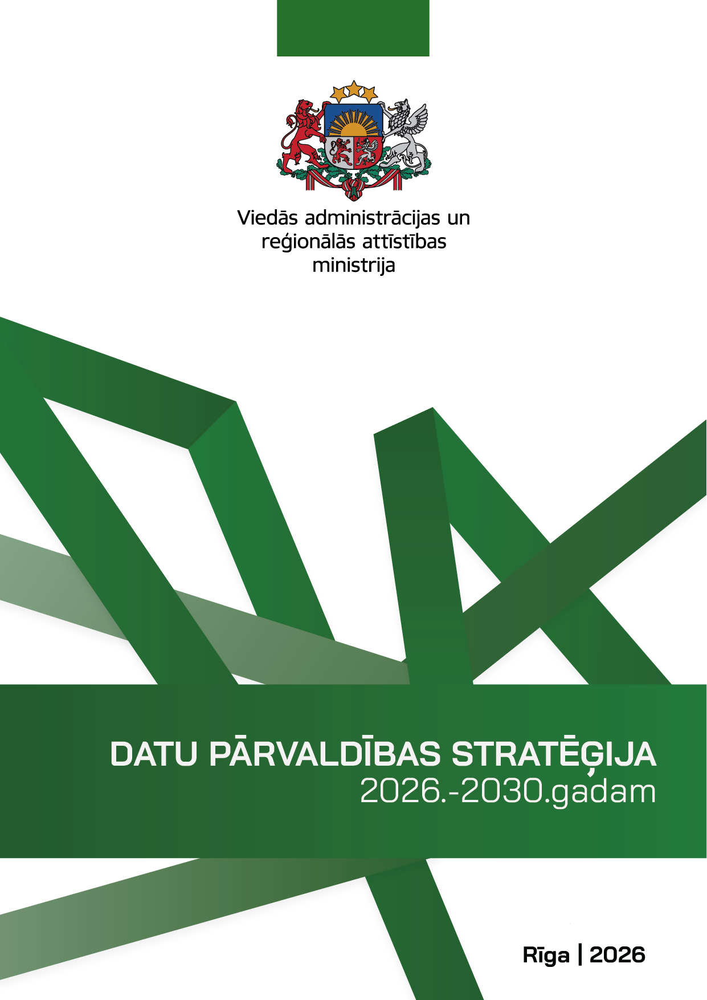 Viedās administrācijas un
reģionālās attīstības
ministrija
DATU PĀRVALDĪBAS STRATĒĢIJA
2026.-2030.gadam
Rīga | 2026